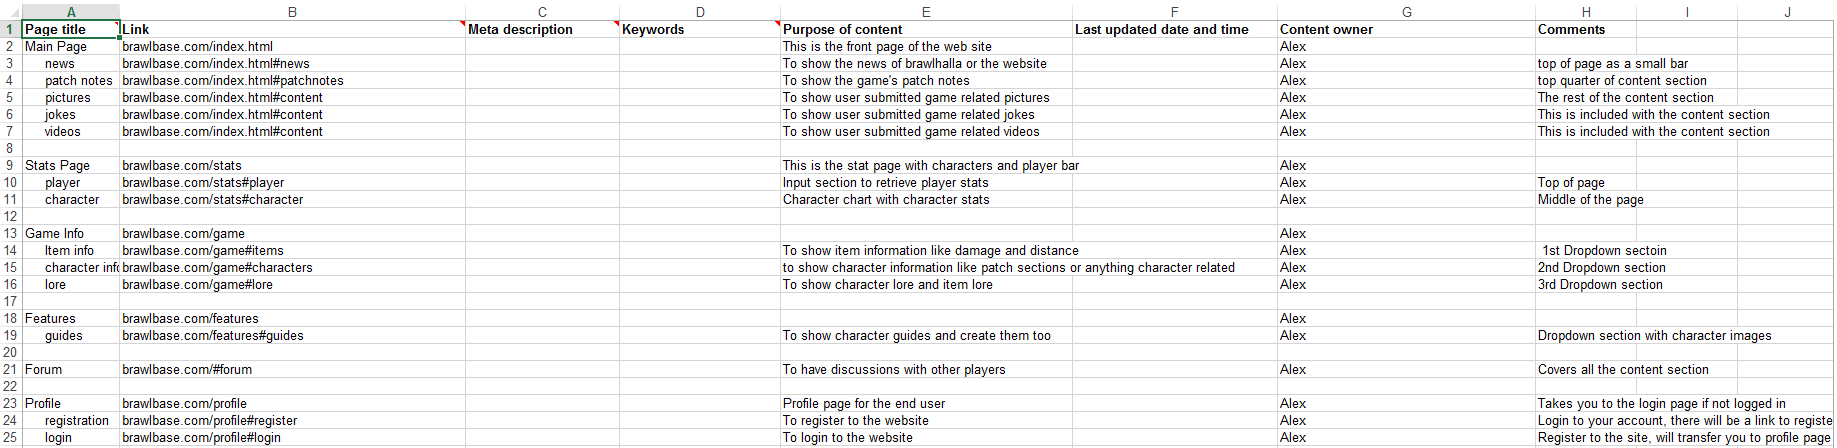 A B C D E F G H I J
1 Page title Link Meta description Keywords Purpose of content Last updated date and time Content owner Comments
2 Main Page brawlbase.com/index.html This is the front page of the web site Alex
3 news brawlbase.com/index.html#news To show the news of brawlhalla or the website Alex top of page as a small bar
4 patch notes brawlbase.com/index.html#patchnotes To show the game's patch notes Alex top quarter of content section
5 pictures brawlbase.com/index.html#content To show user submitted game related pictures Alex The rest of the content section
6 jokes brawlbase.com/index.html#content To show user submitted game related jokes Alex This is included with the content section
7 videos brawlbase.com/index.html#content To show user submitted game related videos Alex This is included with the content section
8
9 Stats Page brawlbase.com/stats This is the stat page with characters and player bar Alex
10 player brawlbase.com/stats#player Input section to retrieve player stats Alex Top of page
11 character brawlbase.com/stats#character Character chart with character stats Alex Middle of the page
12
13 Game Info brawlbase.com/game Alex
14 Item info brawlbase.com/game#items To show item information like damage and distance Alex 1st Dropdown sectoin
15 character info brawlbase.com/game#characters to show character information like patch sections or anything character related Alex 2nd Dropdown section
16 lore brawlbase.com/game#lore To show character lore and item lore Alex 3rd Dropdown section
17
18 Features brawlbase.com/features Alex
19 guides brawlbase.com/features#guides To show character guides and create them too Alex Dropdown section with character images
20
21 Forum brawlbase.com/#forum To have discussions with other players Alex Covers all the content section
22
23 Profile brawlbase.com/profile Profile page for the end user Alex Takes you to the login page if not logged in
24 registration brawlbase.com/profile#register To register to the website Alex Login to your account, there will be a link to registe
25 login brawlbase.com/profile#login To login to the website Alex Register to the site, will transfer you to profile page